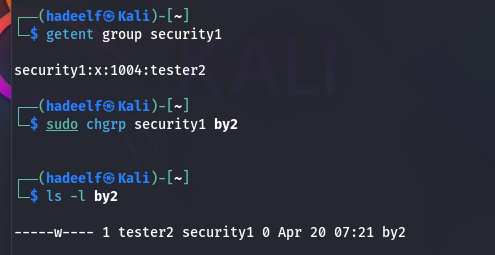 ┌──(hadeelf㉿Kali)-[~]
└─$ getent group security1
security1:x:1004:tester2
┌──(hadeelf㉿Kali)-[~]
└─$ sudo chgrp security1 by2
┌──(hadeelf㉿Kali)-[~]
└─$ ls -l by2
-----w---- 1 tester2 security1 0 Apr 20 07:21 by2
KALI